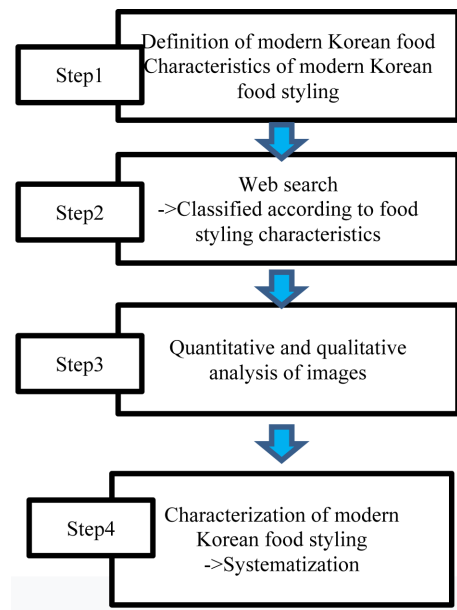 Step1
Definition of modern Korean food
Characteristics of modern Korean
food styling
Step2
Web search
->Classified according to food
styling characteristics
Step3
Quantitative and qualitative
analysis of images
Step4
Characterization of modern
Korean food styling
->Systematization